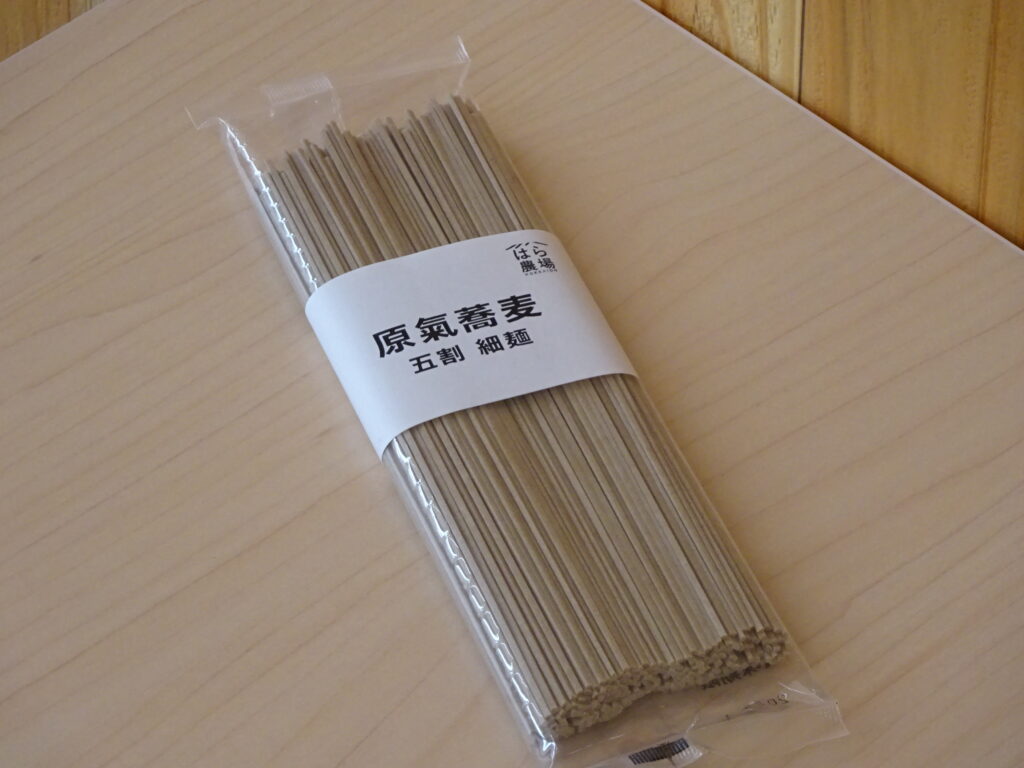 はら
農場
原氣蕎麦
五割 細麺